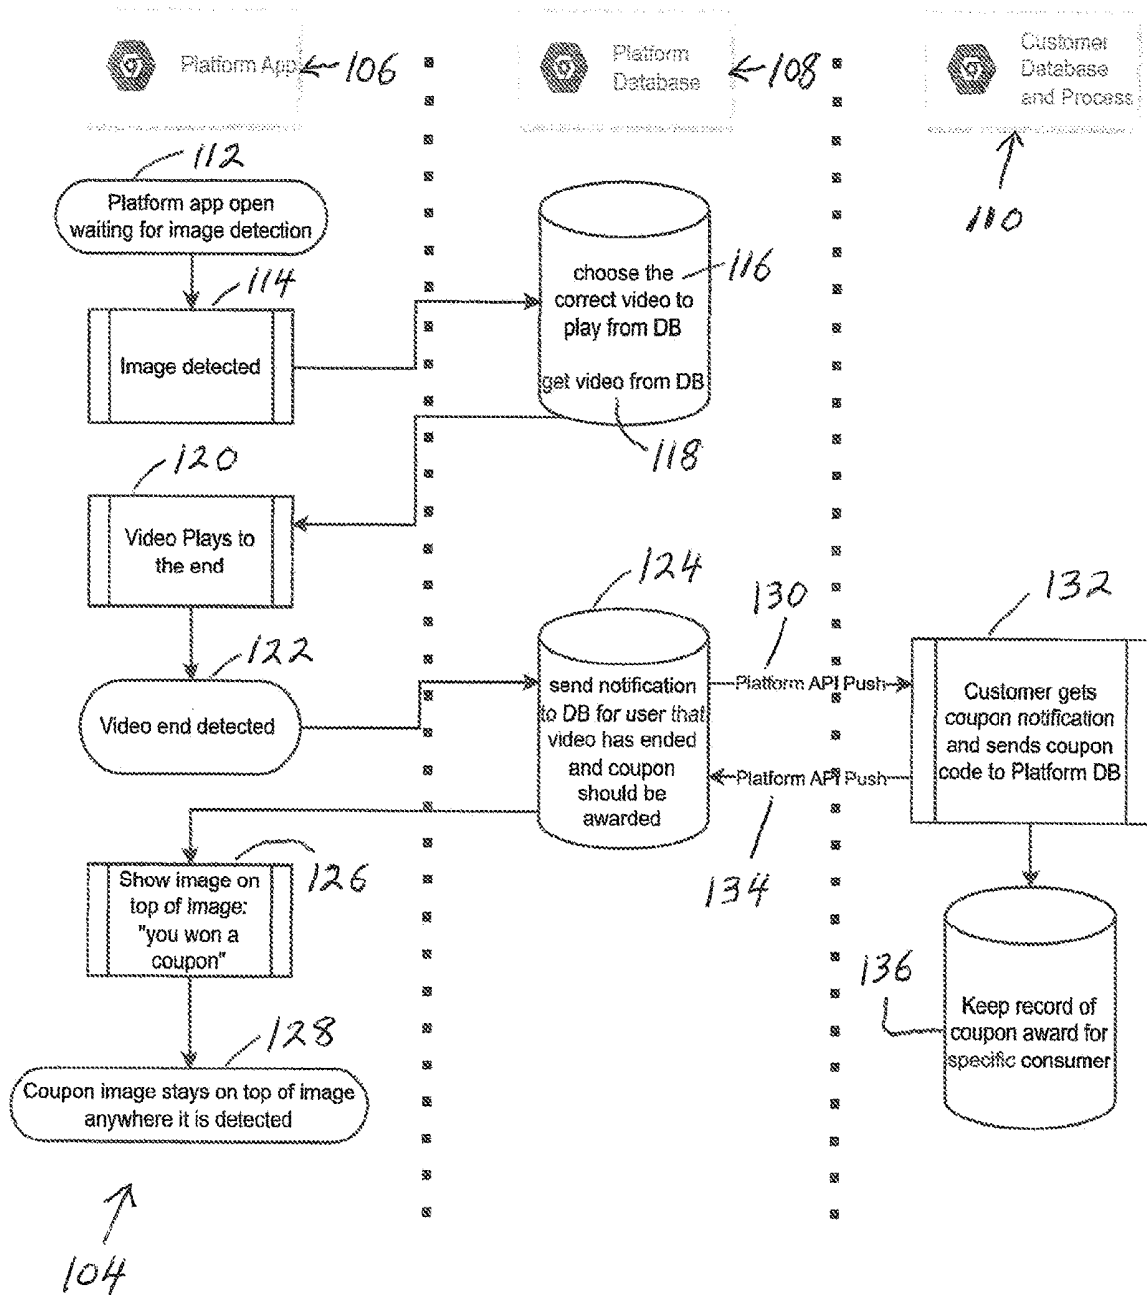 Platform App
106
Platform
Database
108
Customer
Database
and Process
110
112
Platform app open
waiting for image detection
114
Image detected
choose the
correct video to
play from DB
116
get video from DB
118
120
Video Plays to
the end
122
Video end detected
124
send notification
to DB for user that
video has ended
and coupon
should be
awarded
130
Platform API Push
132
Customer gets
coupon notification
and sends coupon
code to Platform DB
Platform API Push
134
126
Show image on
top of image:
"you won a
coupon"
136
Keep record of
coupon award for
specific consumer
128
Coupon image stays on top of image
anywhere it is detected
104